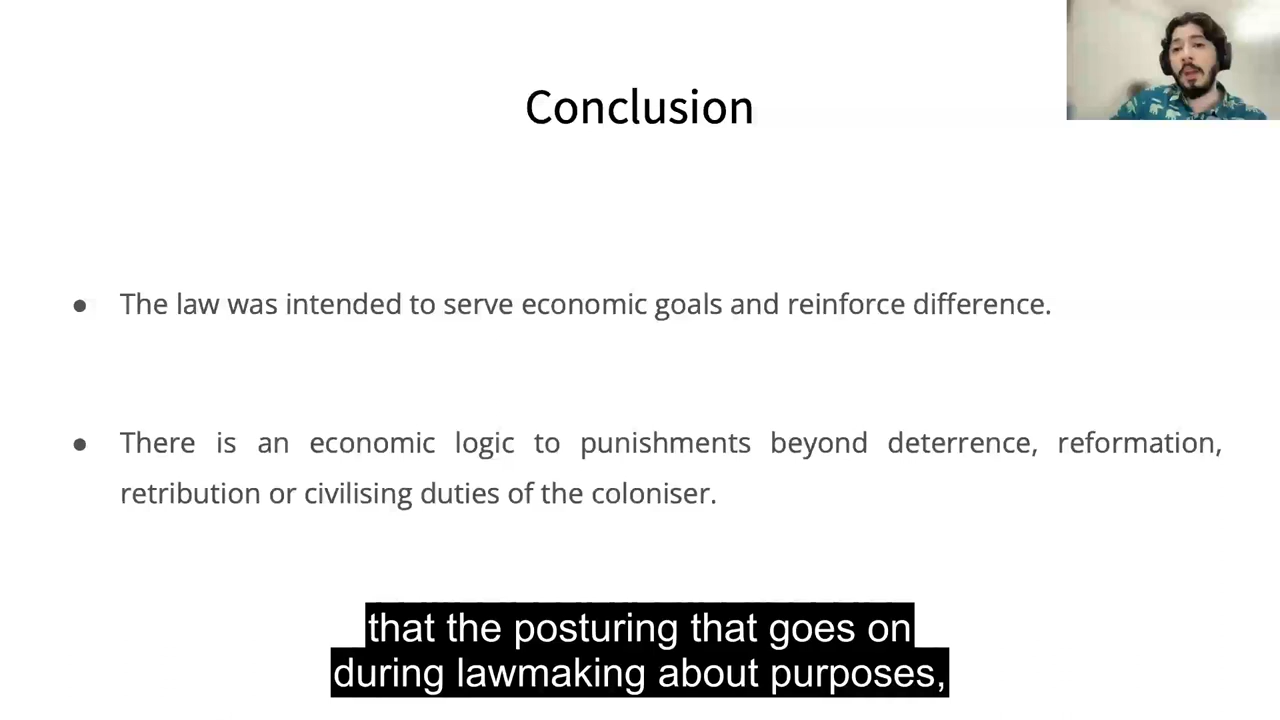 Conclusion
● The law was intended to serve economic goals and reinforce difference.
● There is an economic logic to punishments beyond deterrence, reformation,
retribution or civilising duties of the coloniser.
that the posturing that goes on
during lawmaking about purposes,